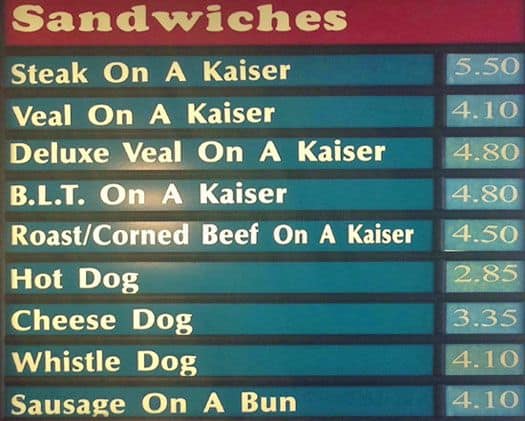 Sandwiches
Steak On A Kaiser 5.50
Veal On A Kaiser 4.10
Deluxe Veal On A Kaiser 4.80
B.L.T. On A Kaiser 4.80
Roast/Corned Beef On A Kaiser 4.50
Hot Dog 2.85
Cheese Dog 3.35
Whistle Dog 4.10
Sausage On A Bun 4.10